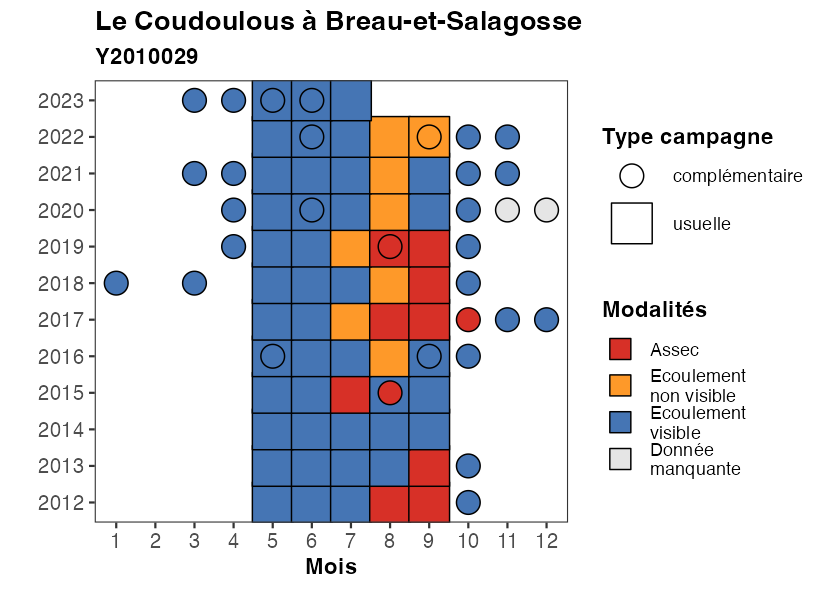 Le Coudoulous à Breau-et-Salagosse
Y2010029
2023
2022
2021
2020
2019
2018
2017
2016
2015
2014
2013
2012
1 2 3 4 5 6 7 8 9 10 11 12
Mois
Type campagne
complémentaire
usuelle
Modalités
Assec
Ecoulement
non visible
Ecoulement
visible
Donnée
manquante